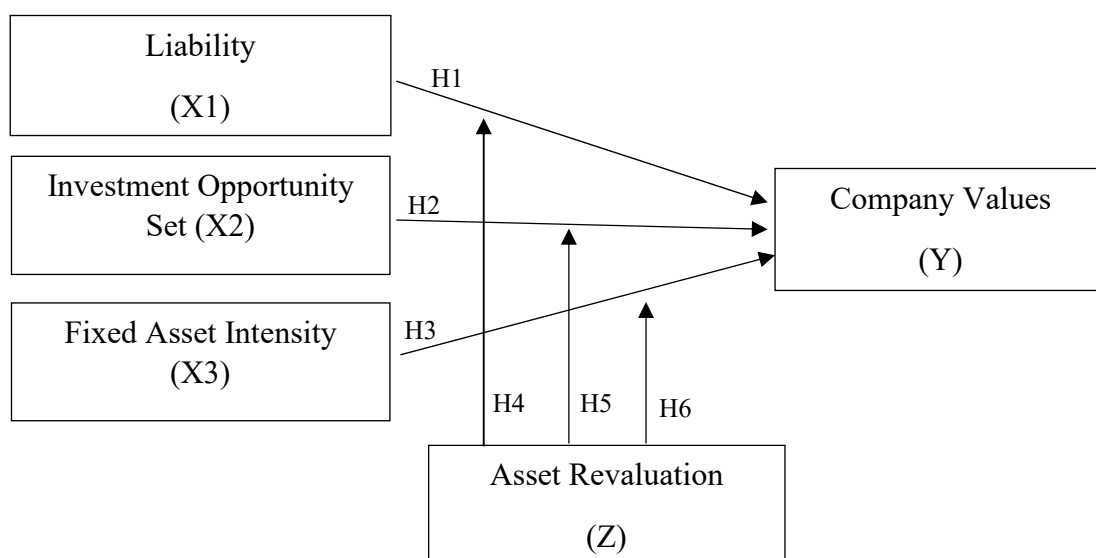 Liability
(X1)
H1
Investment Opportunity
Set (X2)
H2
Company Values
(Y)
Fixed Asset Intensity
(X3)
H3
H4
H5
H6
Asset Revaluation
(Z)